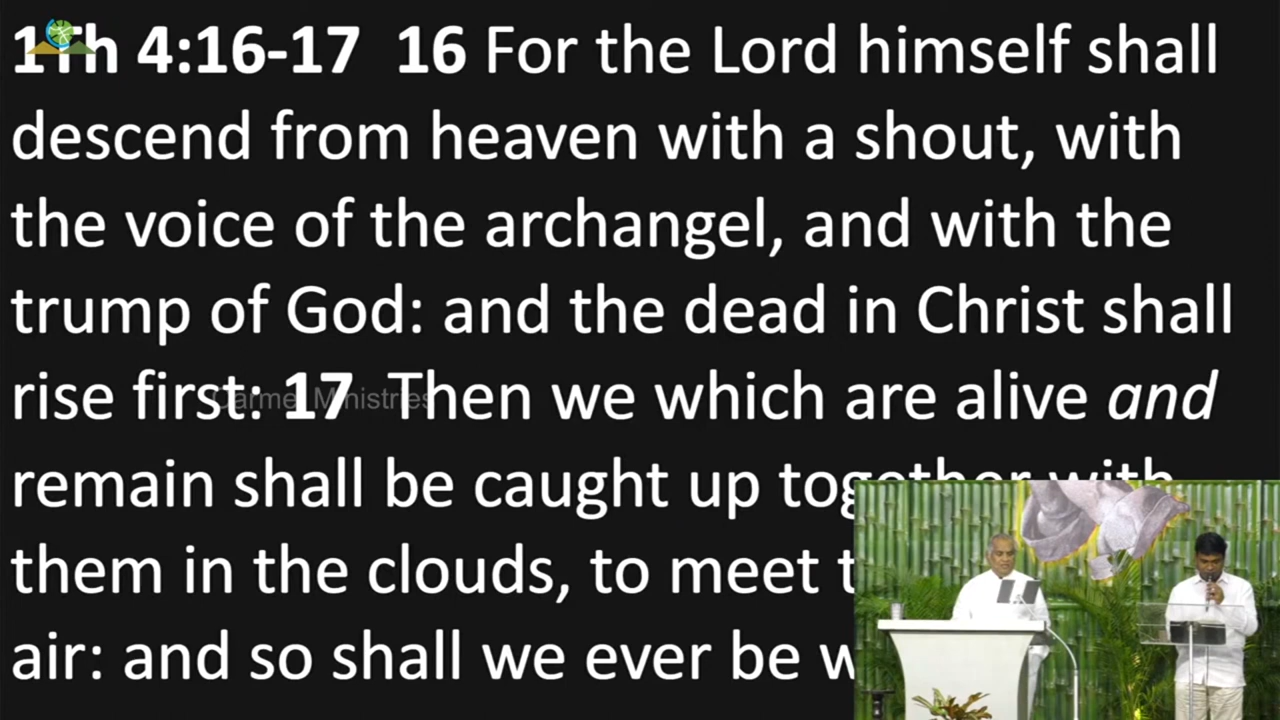 1Th 4:16-17 16 For the Lord himself shall
descend from heaven with a shout, with
the voice of the archangel, and with the
trump of God: and the dead in Christ shall
rise first: 17 Then we which are alive and
remain shall be caught up together with
them in the clouds, to meet
air: and so shall we ever be
Carmel Ministries